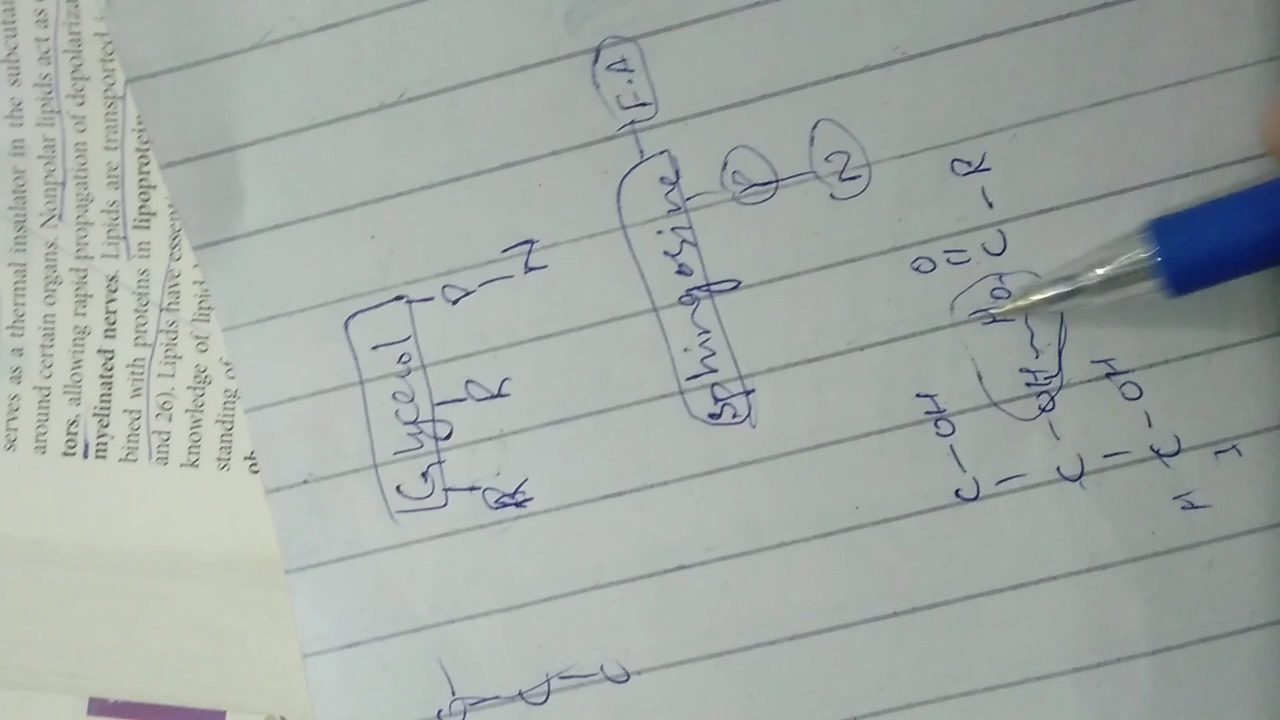 serves as a thermal insulator in the subcuta
around certain organs. Nonpolar lipids act as
tors, allowing rapid propagation of depolariza
myelinated nerves. Lipids are transported
bined with proteins in lipoprotein
and 26). Lipids have essen
knowledge of lipid
standing of
Glycerol
R R P
N
F.A
Sphingosine
P
N
O
C-OH HO C-R
C-OH
C-OH
H
C-C-C